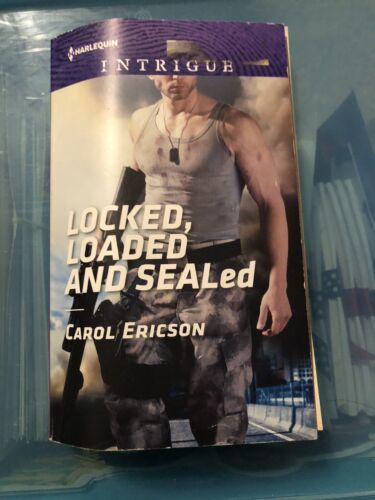 HARLEQUIN
INTRIGUE
LOCKED,
LOADED
AND SEALed
CAROL ERICSON